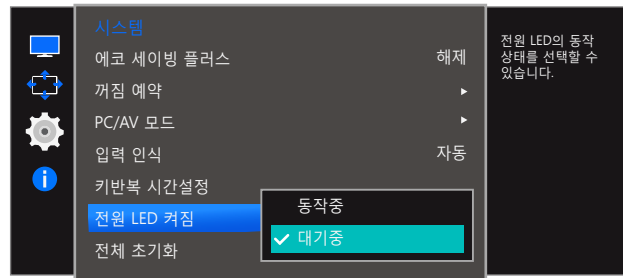 시스템
에코 세이빙 플러스 해제
꺼짐 예약
PC/AV 모드
입력 인식 자동
키반복 시간설정
전원 LED 켜짐
동작중
대기중
전체 초기화
전원 LED의 동작
상태를 선택할 수
있습니다.